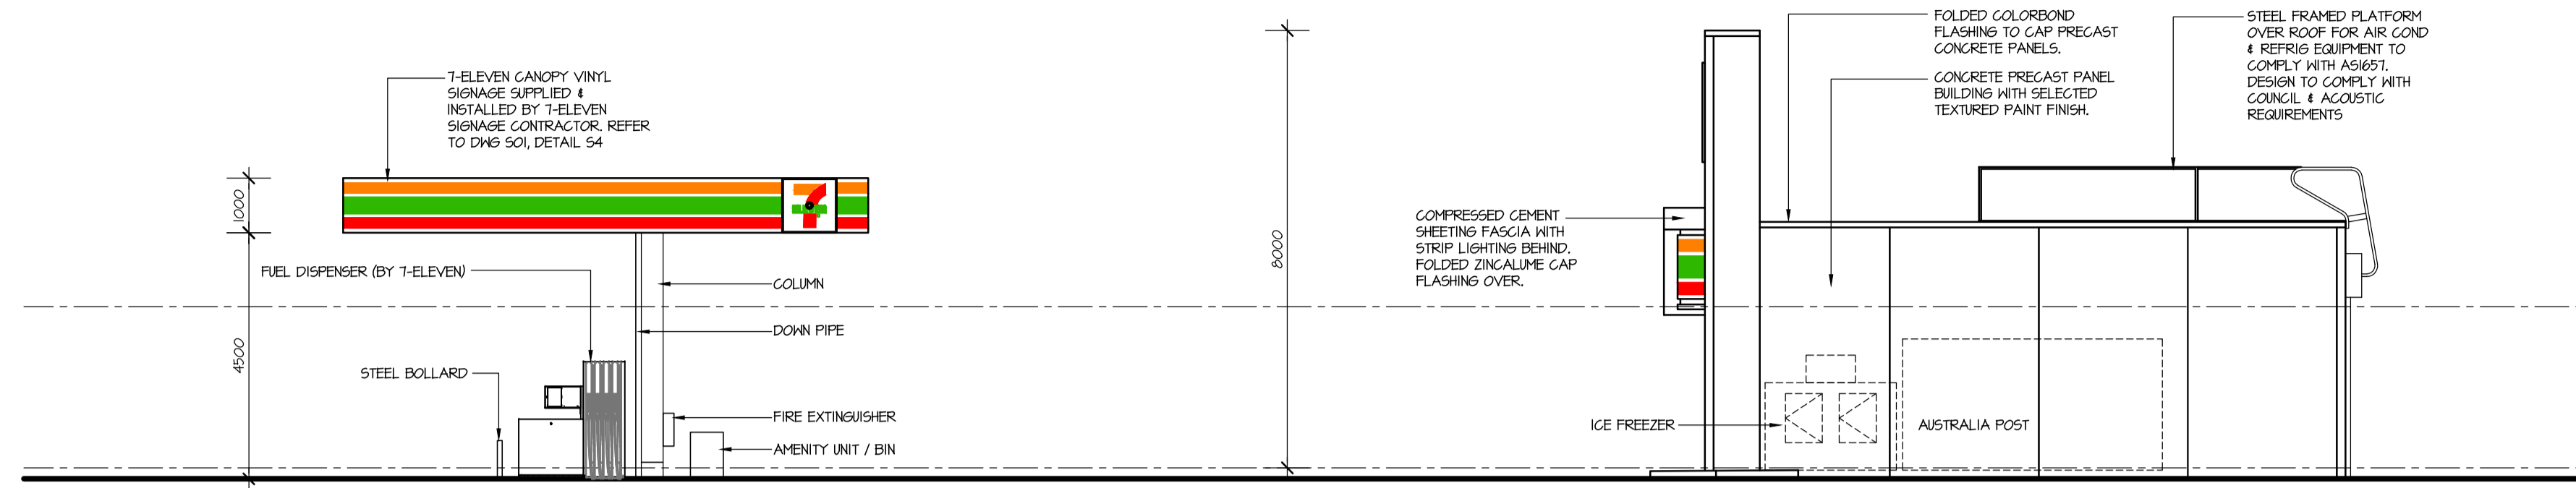 7-ELEVEN CANOPY VINYL
SIGNAGE SUPPLIED &
INSTALLED BY 7-ELEVEN
SIGNAGE CONTRACTOR. REFER
TO DWG S01, DETAIL S4
1000
4500
FUEL DISPENSER (BY 7-ELEVEN)
STEEL BOLLARD
COLUMN
DOWN PIPE
FIRE EXTINGUISHER
AMENITY UNIT / BIN
8000
COMPRESSED CEMENT
SHEETING FASCIA WITH
STRIP LIGHTING BEHIND.
FOLDED ZINCALUME CAP
FLASHING OVER.
FOLDED COLORBOND
FLASHING TO CAP PRECAST
CONCRETE PANELS.
CONCRETE PRECAST PANEL
BUILDING WITH SELECTED
TEXTURED PAINT FINISH.
STEEL FRAMED PLATFORM
OVER ROOF FOR AIR COND
& REFRIG EQUIPMENT TO
COMPLY WITH AS1657.
DESIGN TO COMPLY WITH
COUNCIL & ACOUSTIC
REQUIREMENTS
ICE FREEZER
AUSTRALIA POST